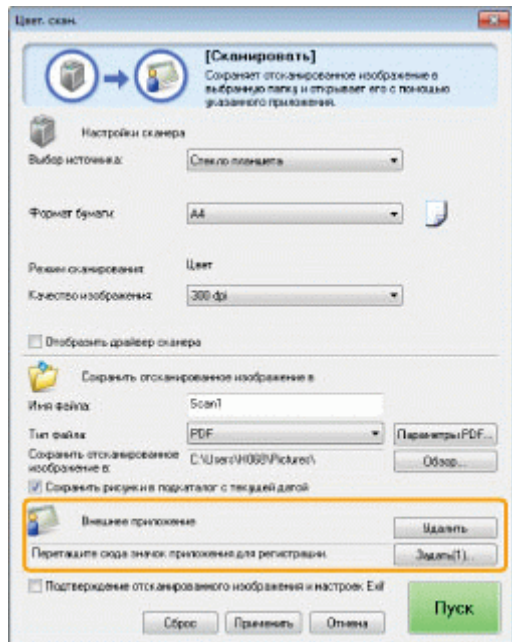 Цвет. скан.
[Сканировать]
Сохраняет отсканированное изображение в
выбранную папку и открывает его с помощью
указанного приложения.
Настройки сканера
Выбор источника: Стекло планшета
Формат бумаги: A4
Режим сканирования: Цвет
Качество изображения: 300 dpi
Отобразить драйвер сканера
Сохранить отсканированное изображение в
Имя файла: Scan1
Тип файла: PDF Параметры PDF...
Сохранить отсканированное
изображение в: C:\Users\H068\Pictures\ Обзор...
Сохранить рисунки в подкаталог с текущей датой
Внешнее приложение Удалить
Перетащите сюда значок приложения для регистрации. Задать(1)...
Подтверждение отсканированного изображения и настроек Exif
Сброс Применить Отмена Пуск